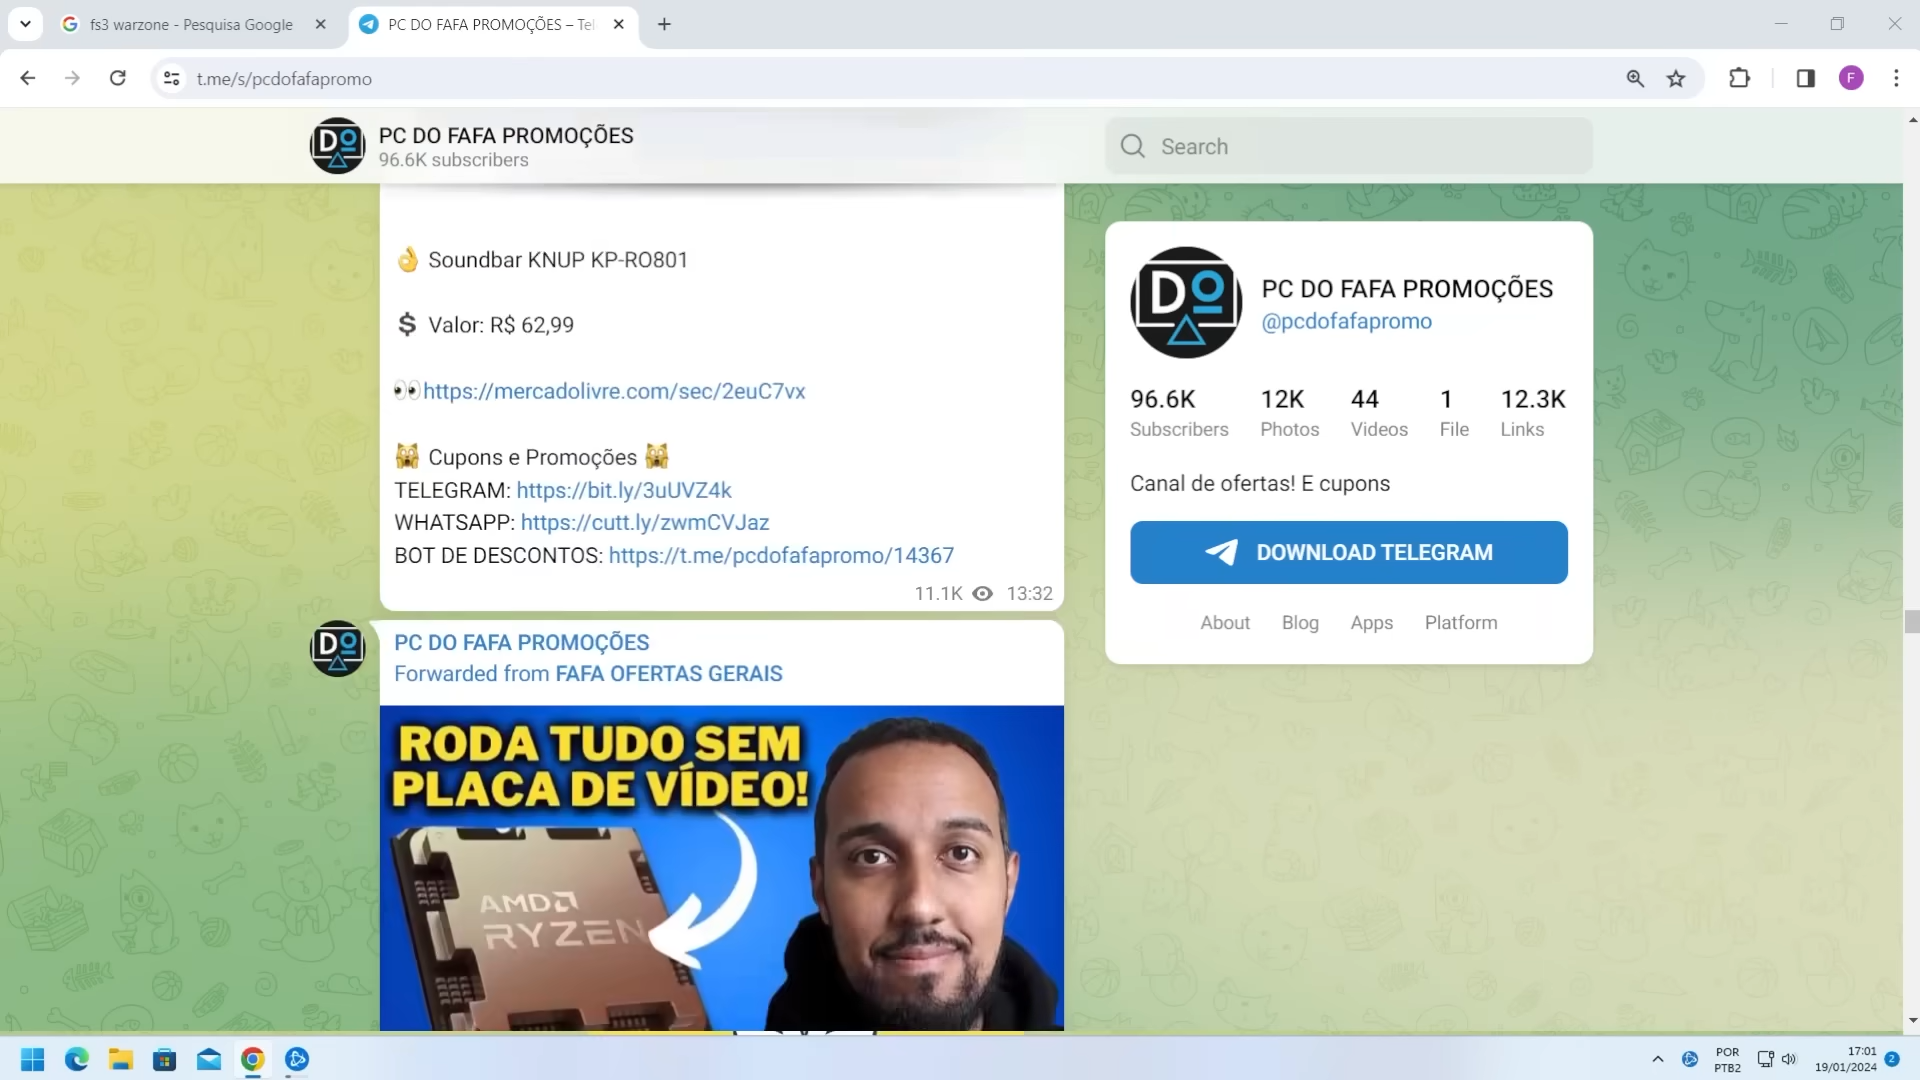 fs3 warzone - Pesquisa Google
PC DO FAFA PROMOÇÕES – Tel
t.me/s/pcdofafapromo
F
PC DO FAFA PROMOÇÕES
96.6K subscribers
Search
👌 Soundbar KNUP KP-RO801
💲 Valor: R$ 62,99
👀https://mercadolivre.com/sec/2euC7vx
🙀 Cupons e Promoções 🙀
TELEGRAM: https://bit.ly/3uUVZ4k
WHATSAPP: https://cutt.ly/zwmCVJaz
BOT DE DESCONTOS: https://t.me/pcdofafapromo/14367
11.1K 13:32
PC DO FAFA PROMOÇÕES
Forwarded from FAFA OFERTAS GERAIS
RODA TUDO SEM
PLACA DE VÍDEO!
AMD
RYZEN
PC DO FAFA PROMOÇÕES
@pcdofafapromo
96.6K 12K 44 1 12.3K
Subscribers Photos Videos File Links
Canal de ofertas! E cupons
DOWNLOAD TELEGRAM
About Blog Apps Platform
POR
PTB2
17:01
19/01/2024
2